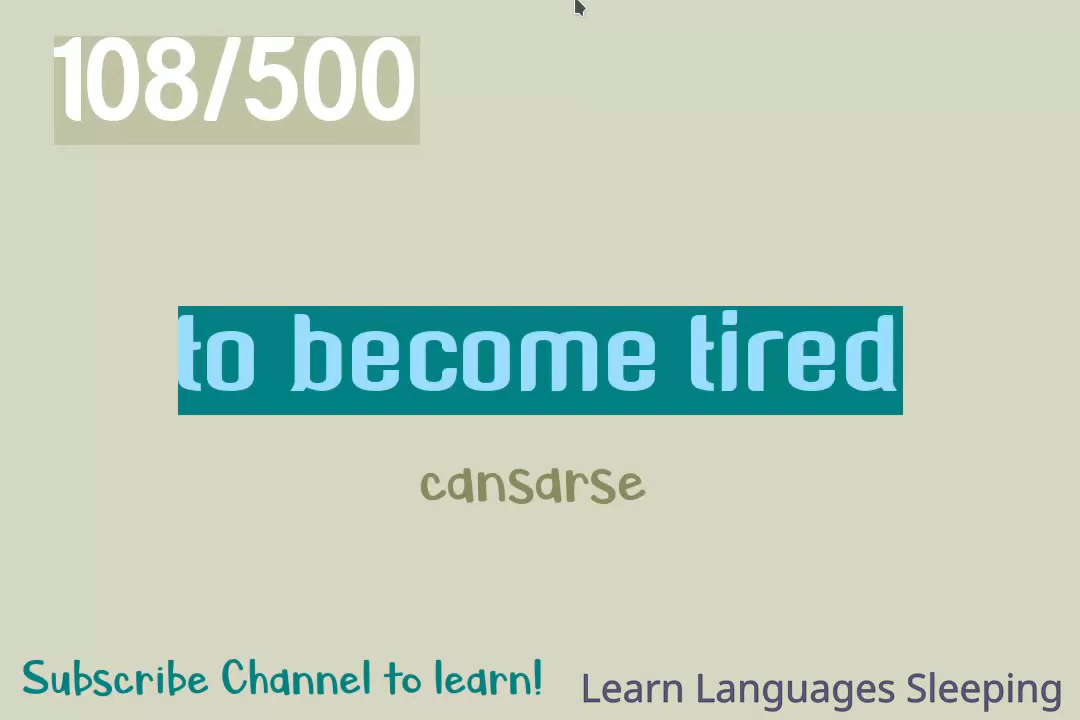 108/500
to become tired
cansarse
Subscribe Channel to learn!
Learn Languages Sleeping